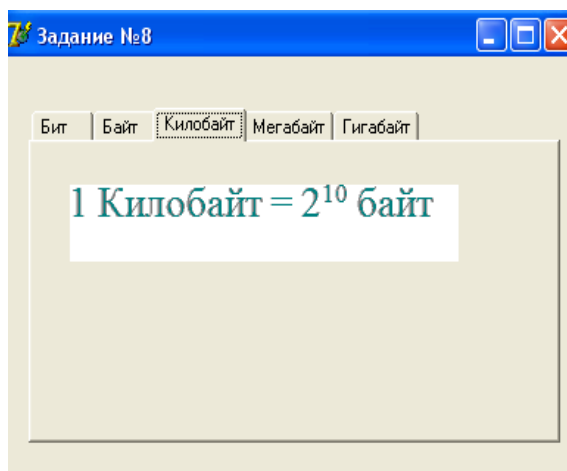 Задание №8
Бит Байт Килобайт Мегабайт Гигабайт
1 Килобайт = 2¹⁰ байт